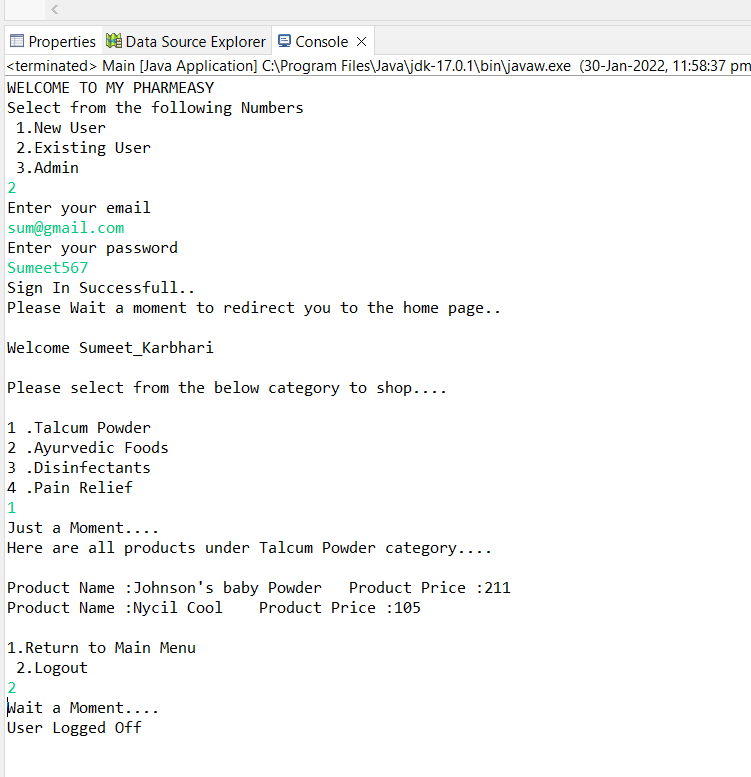 Properties Data Source Explorer Console
<terminated> Main [Java Application] C:\Program Files\Java\jdk-17.0.1\bin\javaw.exe (30-Jan-2022, 11:58:37 pm
WELCOME TO MY PHARMEASY
Select from the following Numbers
1.New User
2.Existing User
3.Admin
2
Enter your email
sum@gmail.com
Enter your password
Sumeet567
Sign In Successfull..
Please Wait a moment to redirect you to the home page..
Welcome Sumeet_Karbhari
Please select from the below category to shop....
1 .Talcum Powder
2 .Ayurvedic Foods
3 .Disinfectants
4 .Pain Relief
1
Just a Moment....
Here are all products under Talcum Powder category....
Product Name :Johnson's baby Powder   Product Price :211
Product Name :Nycil Cool    Product Price :105
1.Return to Main Menu
2.Logout
2
Wait a Moment....
User Logged Off